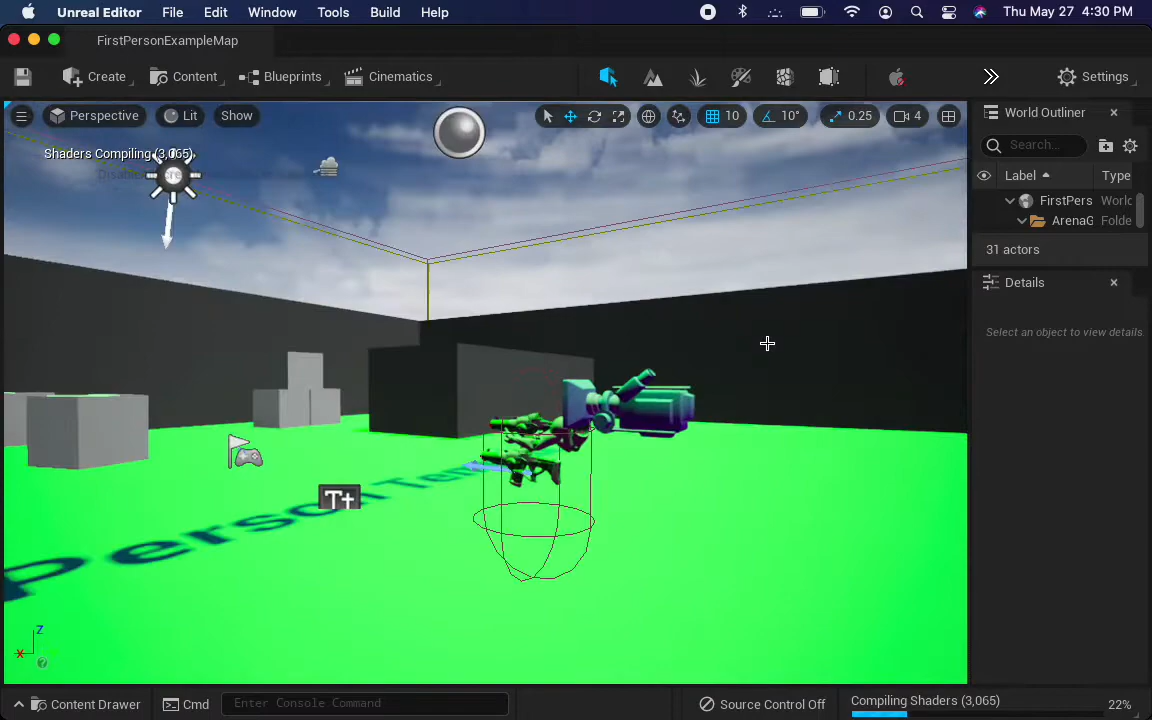 Unreal Editor File Edit Window Tools Build Help Thu May 27 4:30 PM
FirstPersonExampleMap
Create Content Blueprints Cinematics Settings
Perspective Lit Show 10 10° 0.25 4
World Outliner
Shaders Compiling (3,065)
Search...
Label Type
FirstPers World
ArenaG Folde
31 actors
Details
Select an object to view details.
T+
personTem
Z
X
Content Drawer Cmd Enter Console Command Source Control Off Compiling Shaders (3,065) 22%